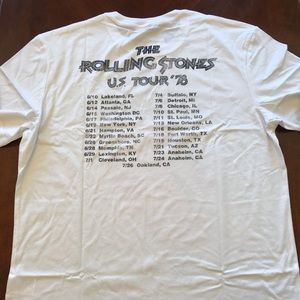 THE
ROLLING STONES
U.S. TOUR '78
6/10 Lakeland, FL
6/12 Atlanta, GA
6/14 Passaic, NJ
6/15 Washington DC
6/17 Philadelphia, PA
6/19 New York, NY
6/21 Hampton, VA
6/22 Myrtle Beach, SC
6/26 Greensboro, NC
6/28 Memphis, TN
6/29 Lexington, KY
7/1 Cleveland, OH
7/4 Buffalo, NY
7/6 Detroit, MI
7/8 Chicago, IL
7/10 St. Paul, MN
7/11 St. Louis, MO
7/13 New Orleans, LA
7/16 Boulder, CO
7/18 Fort Worth, TX
7/19 Houston, TX
7/21 Tucson, AZ
7/23 Anaheim, CA
7/24 Anaheim, CA
7/26 Oakland, CA